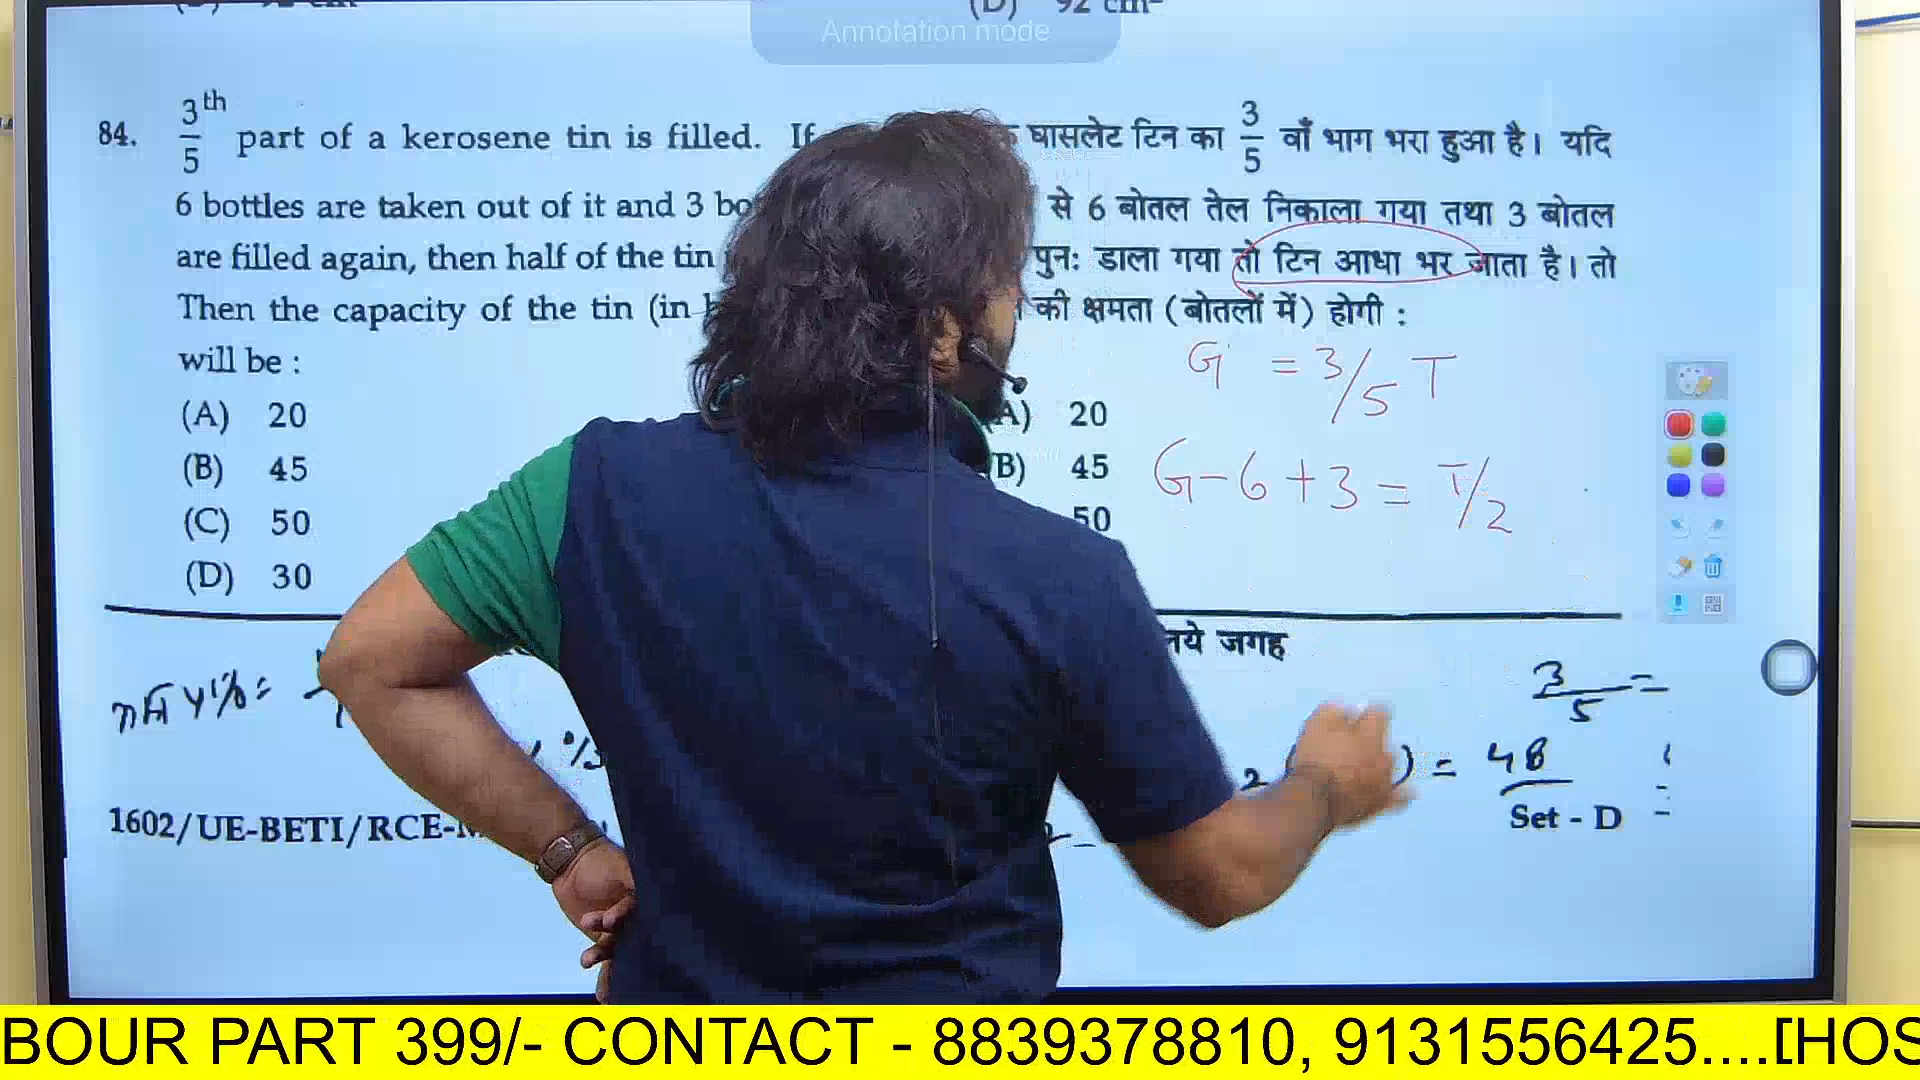 (D) 92 cm²
Annotation mode
84. 3/5 th part of a kerosene tin is filled. If
6 bottles are taken out of it and 3 bo
are filled again, then half of the tin
Then the capacity of the tin (in b
will be :
(A) 20
(B) 45
(C) 50
(D) 30
घासलेट टिन का 3/5 वाँ भाग भरा हुआ है। यदि
से 6 बोतल तेल निकाला गया तथा 3 बोतल
पुनः डाला गया तो टिन आधा भर जाता है। तो
की क्षमता (बोतलों में) होगी :
A) 20
B) 45
50
G = 3/5 T
G-6+3 = T/2
जगह
3/5 =
) = 48
1602/UE-BETI/RCE-
Set - D
BOUR PART 399/- CONTACT - 8839378810, 9131556425....[HOS